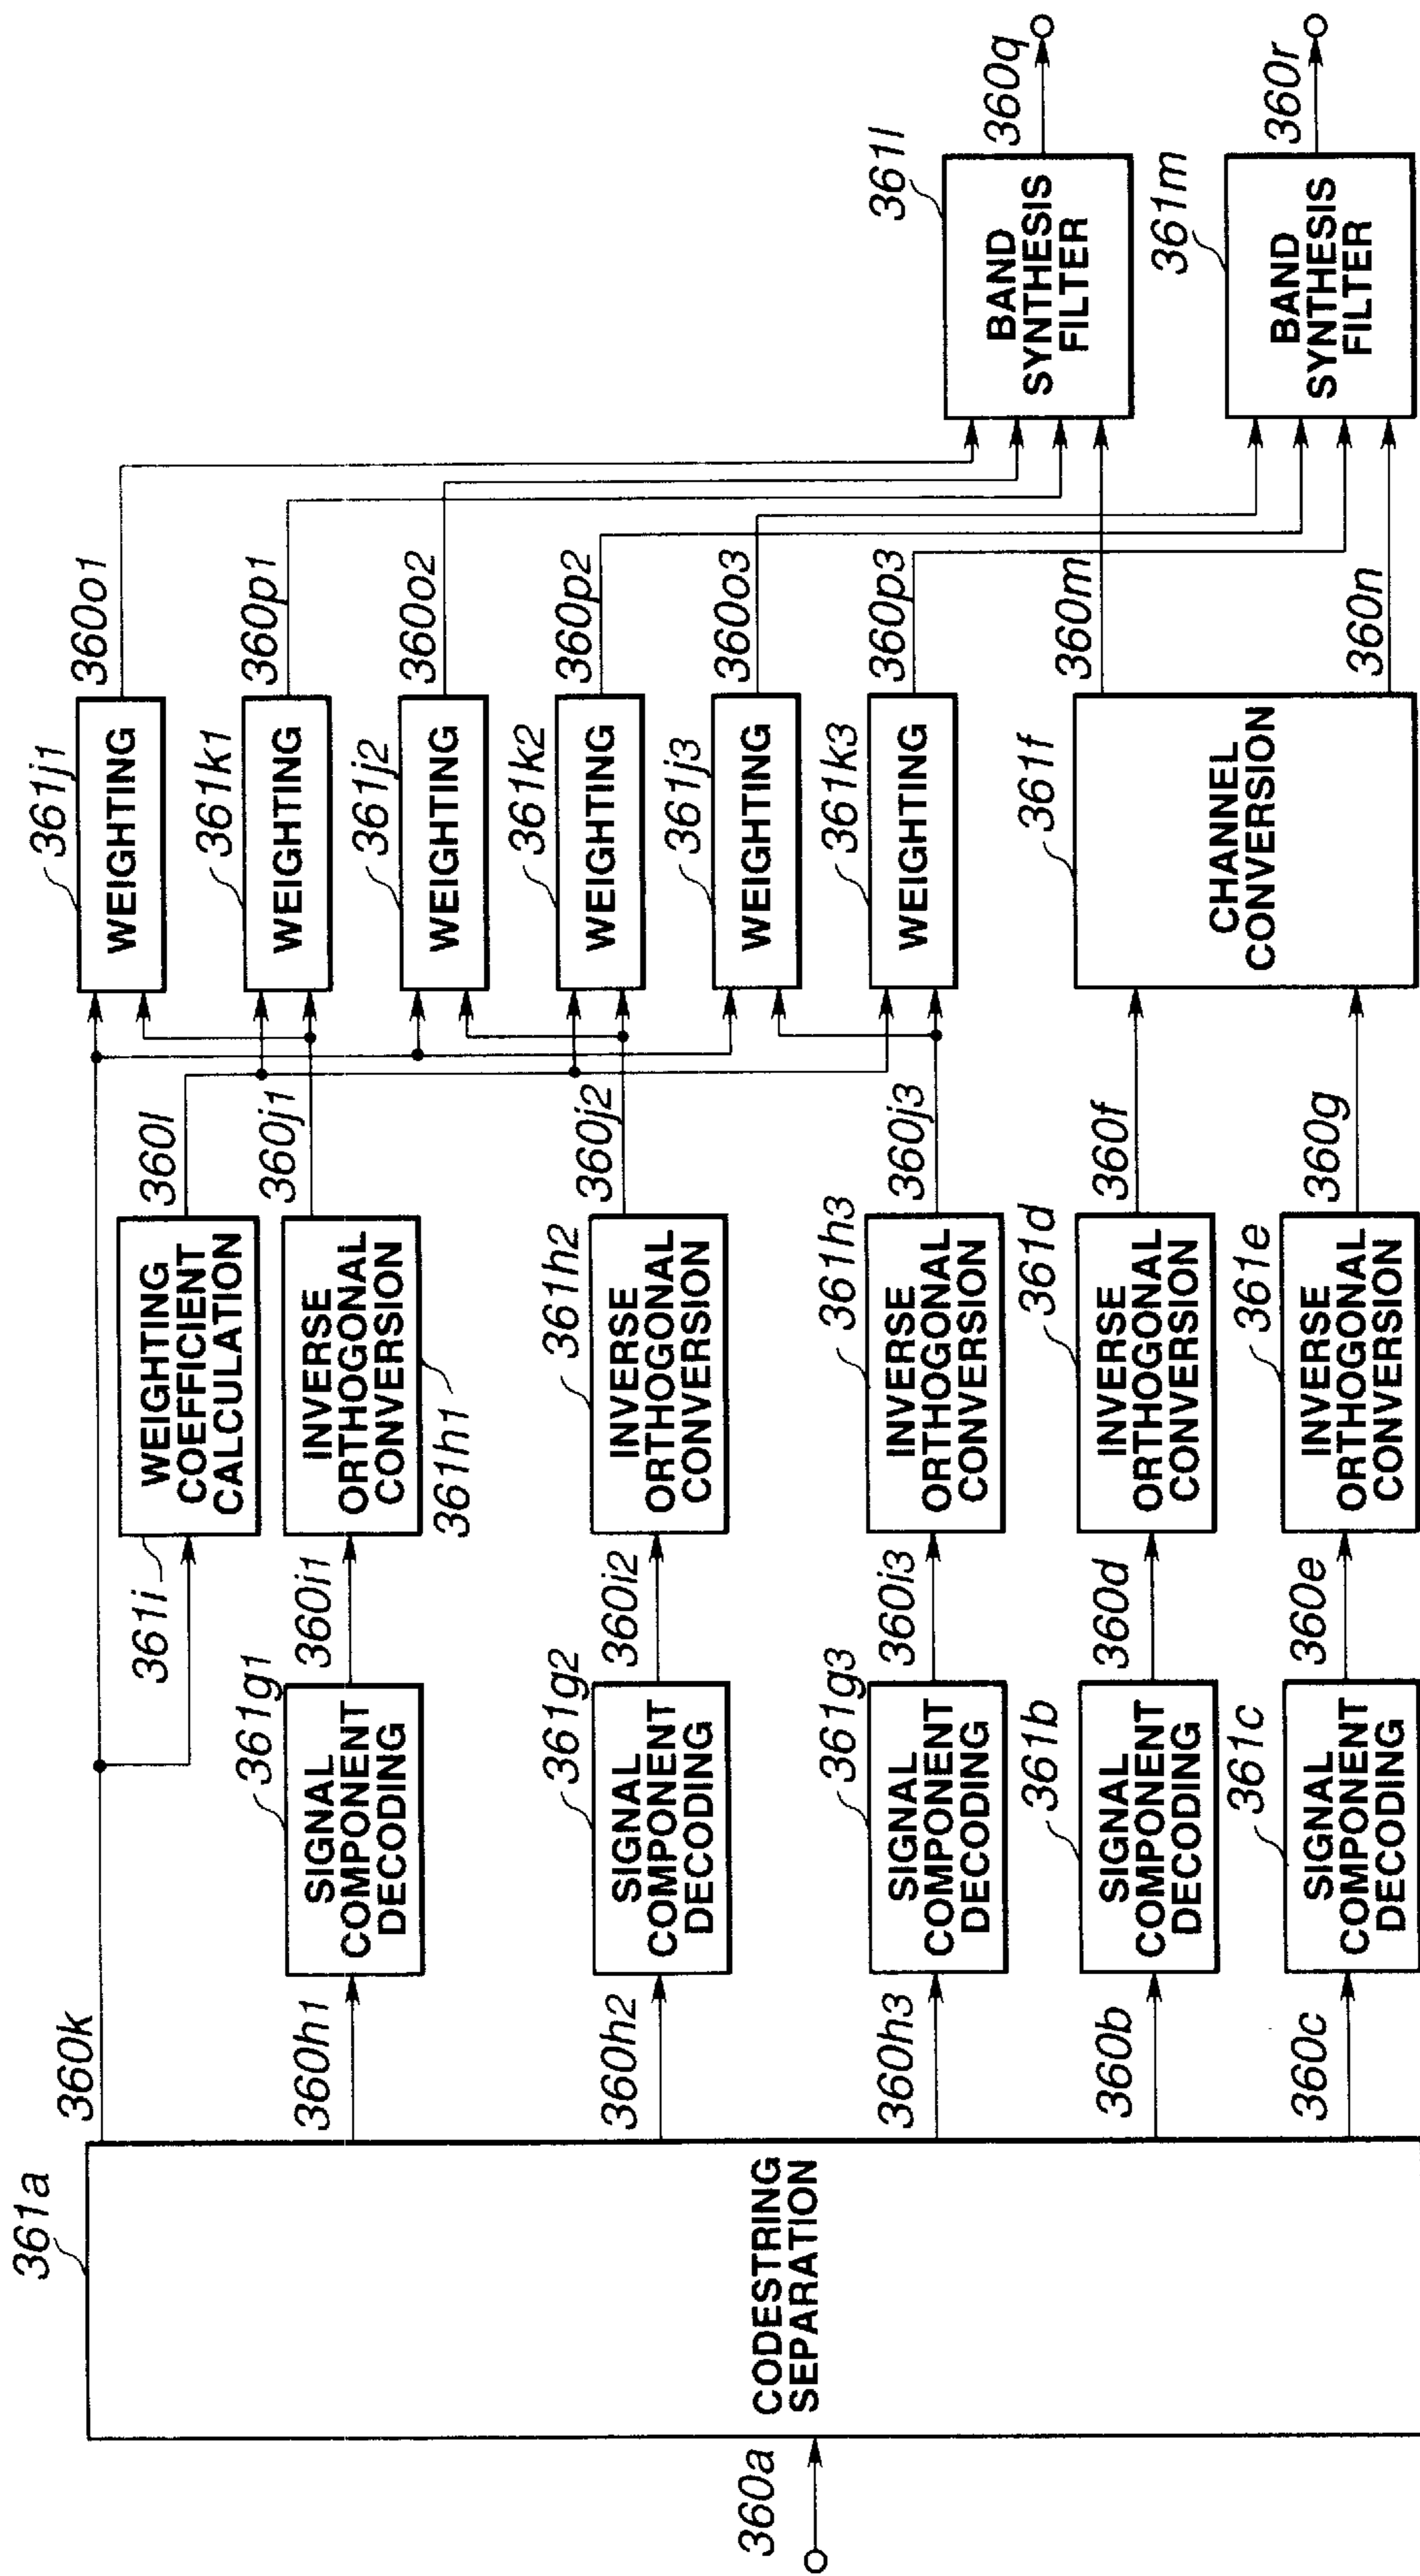 360a
361a
CODESTRING
SEPARATION
360k
360h1
360h2
360h3
360b
360c
361g1
SIGNAL
COMPONENT
DECODING
361g2
SIGNAL
COMPONENT
DECODING
361g3
SIGNAL
COMPONENT
DECODING
361b
SIGNAL
COMPONENT
DECODING
361c
SIGNAL
COMPONENT
DECODING
361i
360i1
360i2
360i3
360d
360e
WEIGHTING
COEFFICIENT
CALCULATION
INVERSE
ORTHOGONAL
CONVERSION
361h1
361h2
INVERSE
ORTHOGONAL
CONVERSION
361h3
INVERSE
ORTHOGONAL
CONVERSION
361d
INVERSE
ORTHOGONAL
CONVERSION
361e
INVERSE
ORTHOGONAL
CONVERSION
360l
360j1
360j2
360j3
360f
360g
361j1
WEIGHTING
361k1
WEIGHTING
361j2
WEIGHTING
361k2
WEIGHTING
361j3
WEIGHTING
361k3
WEIGHTING
361f
CHANNEL
CONVERSION
360o1
360p1
360o2
360p2
360o3
360p3
360m
360n
361l
BAND
SYNTHESIS
FILTER
361m
BAND
SYNTHESIS
FILTER
360q
360r